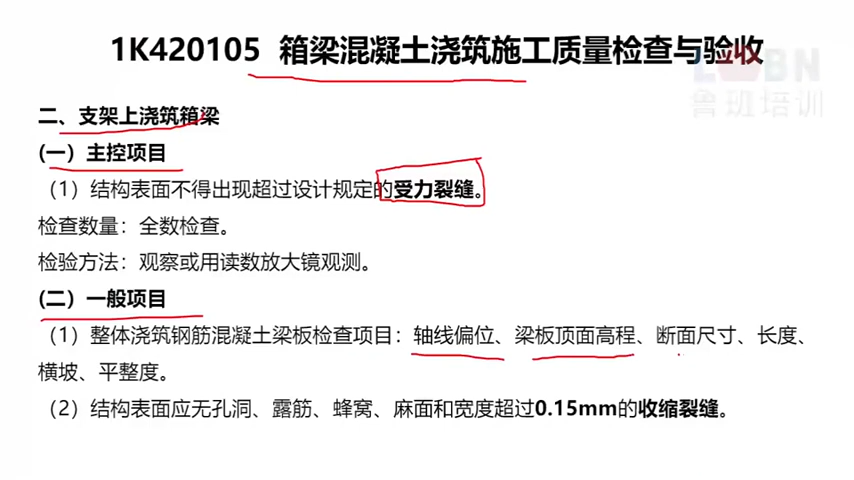 1K420105 箱梁混凝土浇筑施工质量检查与验收
鲁班培训
二、支架上浇筑箱梁
(一）主控项目
（1）结构表面不得出现超过设计规定的受力裂缝。
检查数量：全数检查。
检验方法：观察或用读数放大镜观测。
(二）一般项目
（1）整体浇筑钢筋混凝土梁板检查项目：轴线偏位、梁板顶面高程、断面尺寸、长度、
横坡、平整度。
（2）结构表面应无孔洞、露筋、蜂窝、麻面和宽度超过0.15mm的收缩裂缝。